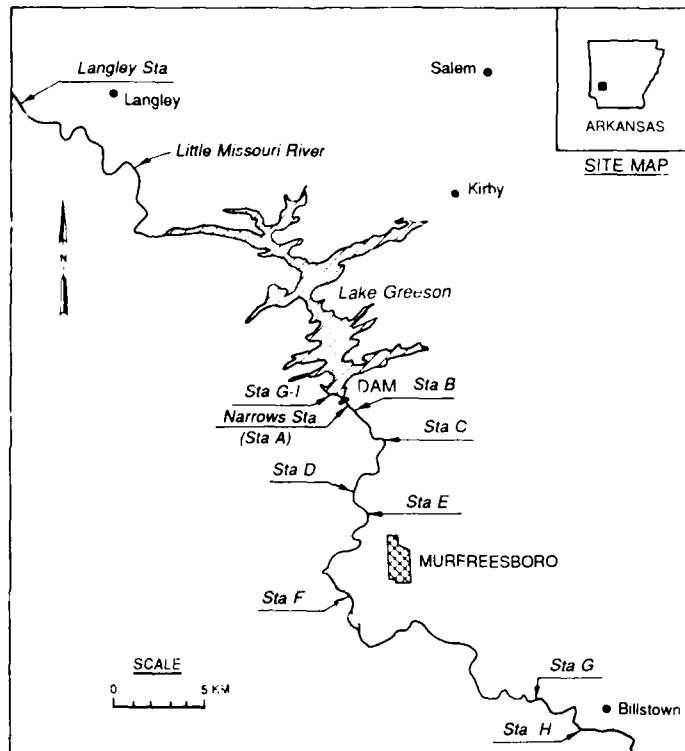 Langley Sta
Langley
Salem
ARKANSAS
SITE MAP
Little Missouri River
Kirby
N
Lake Greeson
Sta G-I
DAM
Sta B
Narrows Sta
(Sta A)
Sta C
Sta D
Sta E
MURFREESBORO
Sta F
SCALE
0 5 KM
Sta G
Billstown
Sta H